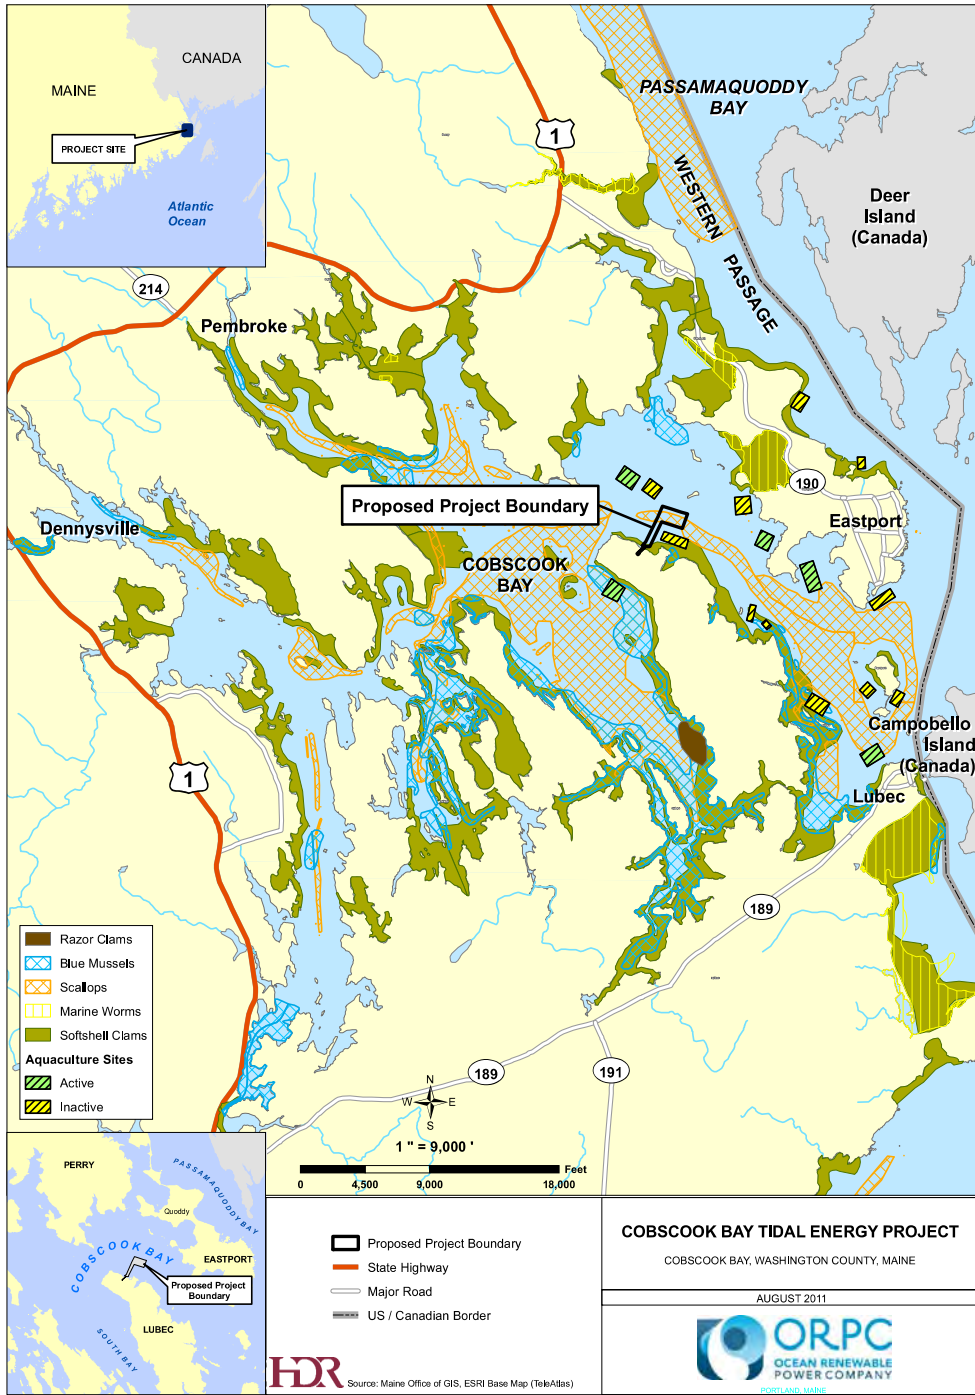 CANADA
MAINE
PROJECT SITE
Atlantic
Ocean
PASSAMAQUODDY
BAY
1
WESTERN
PASSAGE
Deer
Island
(Canada)
214
Pembroke
190
Proposed Project Boundary
Eastport
Dennysville
COBSCOOK
BAY
Campobello
Island
(Canada)
1
Lubec
189
Razor Clams
Blue Mussels
Scallops
Marine Worms
Softshell Clams
Aquaculture Sites
Active
Inactive
189
191
N
W E
S
1 " = 9,000 '
Feet
0 4,500 9,000 18,000
PERRY
PASSAMAQUODDY BAY
Quoddy
COBSCOOK BAY
EASTPORT
Proposed Project
Boundary
LUBEC
SOUTH BAY
Proposed Project Boundary
State Highway
Major Road
US / Canadian Border
HDR
Source: Maine Office of GIS, ESRI Base Map (TeleAtlas)
COBSCOOK BAY TIDAL ENERGY PROJECT
COBSCOOK BAY, WASHINGTON COUNTY, MAINE
AUGUST 2011
ORPC
OCEAN RENEWABLE
POWER COMPANY
PORTLAND, MAINE